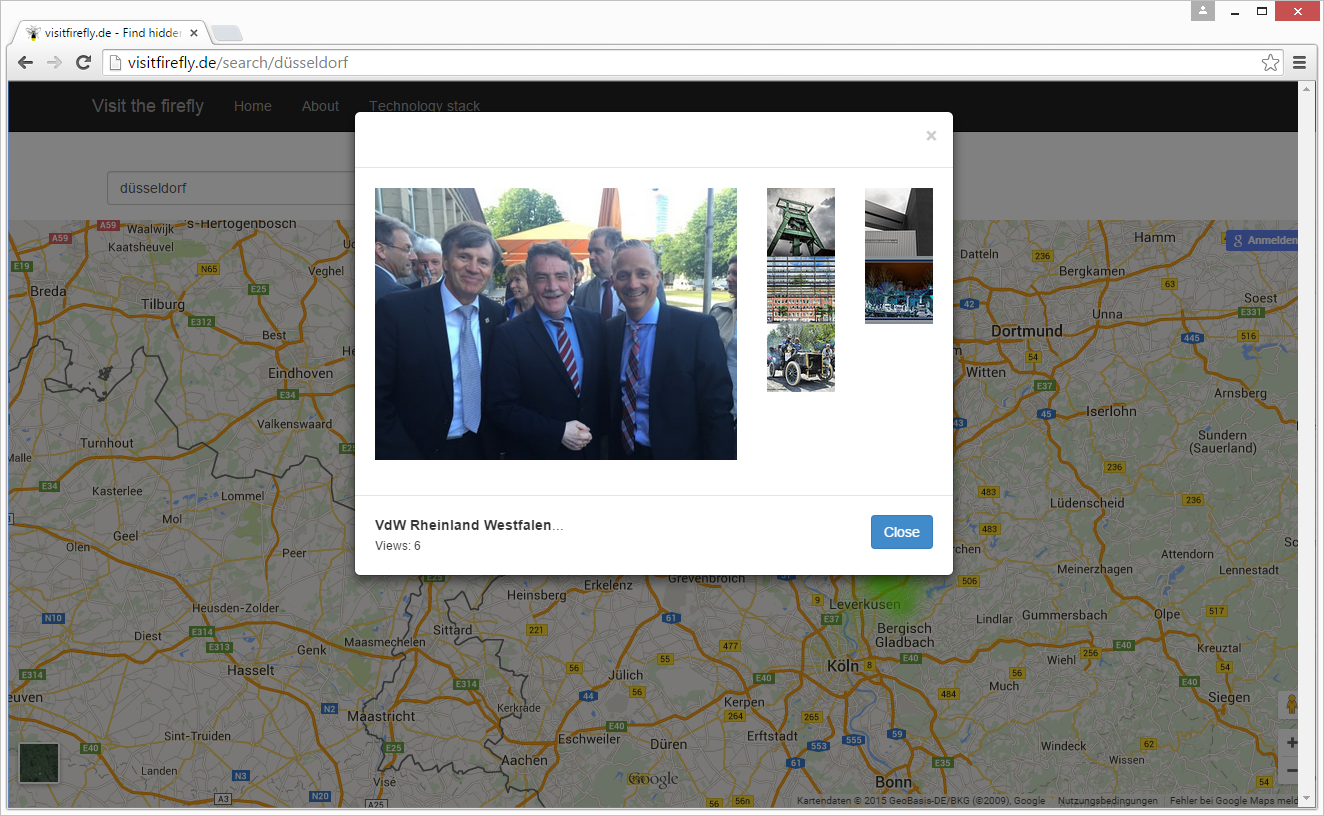 visitfirefly.de - Find hidde
visitfirefly.de/search/düsseldorf
Visit the firefly
Home
About
Technology stack
×
düsseldorf
VdW Rheinland Westfalen...
Views: 6
Close
Anmelden
A59
A59
Waalwijk
's-Hertogenbosch
Kaatsheuvel
E19
N65
Veghel
Breda
Tilburg
E25
E312
Best
Eindhoven
E34
Valkenswaard
Turnhout
Malle
E34
Kasterlee
Lommel
Mol
Geel
Olen
Peer
Heusden-Zolder
N10
Diest
E314
E313
Genk
Maasmechelen
Sittard
Hasselt
E314
N2
Maastricht
Sint-Truiden
E40
E25
Landen
N3
Visé
A3
N20
A25
E25
Heinsberg
Erkelenz
Grevenbroich
221
61
477
56
55
Jülich
44
56
E314
Kerkrade
E40
Eschweiler
Aachen
Düren
Google
56
56n
Kerpen
264
E40
265
Erftstadt
553
555
61
59
Bonn
E35
Köln
8
E40
484
Much
9
Leverkusen
E37
Bergisch
Gladbach
506
Lindlar
Gummersbach
Wiehl
256
E40
56
Windeck
62
Wissen
54
Siegen
E40
54
Kreuztal
517
Olpe
Lennestadt
Attendorn
Meinerzhagen
483
483
Lüdenscheid
236
236
Sundern
(Sauerland)
Arnsberg
Iserlohn
45
43
Witten
E37
54
Dortmund
42
Datteln
236
Hamm
Bergkamen
63
Unna
Soest
E331
445
516
Kartendaten © 2015 GeoBasis-DE/BKG (©2009), Google
Nutzungsbedingungen
Fehler bei Google Maps meld